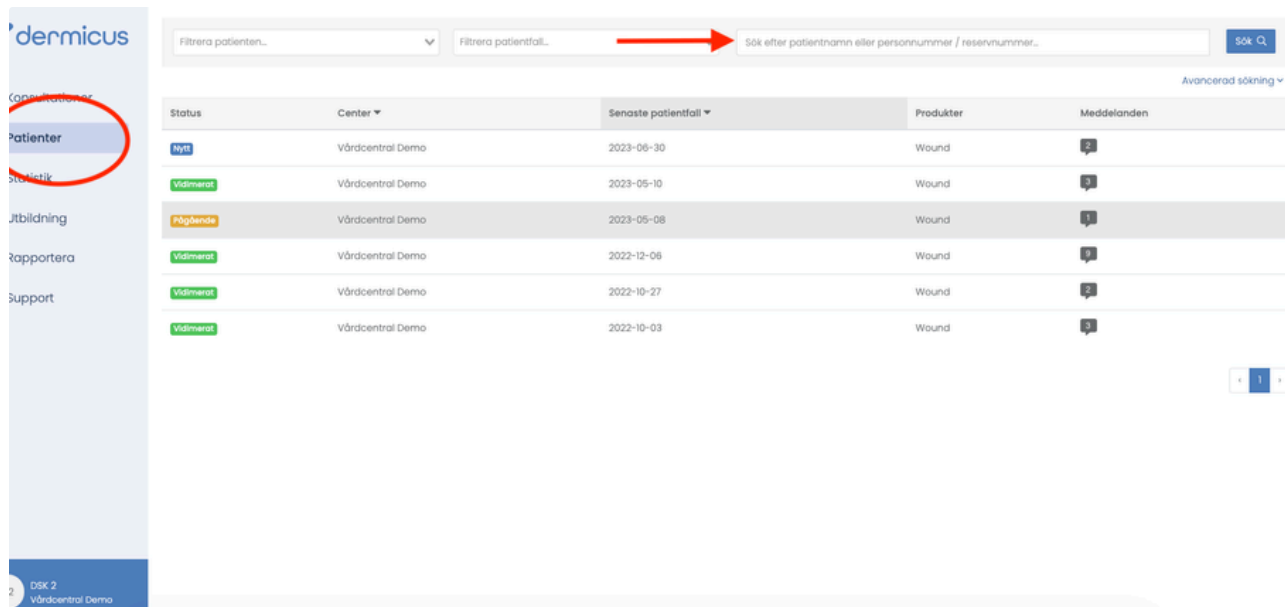 dermicus
Filtrera patienten...
Filtrera patientfall...
Sök efter patientnamn eller personnummer / reservnummer...
Sök
Avancerad sökning
Konsultationer
Patienter
Statistik
Utbildning
Rapportera
Support
Status Center Senaste patientfall Produkter Meddelanden
Nytt Vårdcentral Demo 2023-06-30 Wound 2
Vidimerat Vårdcentral Demo 2023-05-10 Wound 3
Pågående Vårdcentral Demo 2023-05-08 Wound 1
Vidimerat Vårdcentral Demo 2022-12-06 Wound 9
Vidimerat Vårdcentral Demo 2022-10-27 Wound 2
Vidimerat Vårdcentral Demo 2022-10-03 Wound 3
‹ 1 ›
2 DSK 2
Vårdcentral Demo